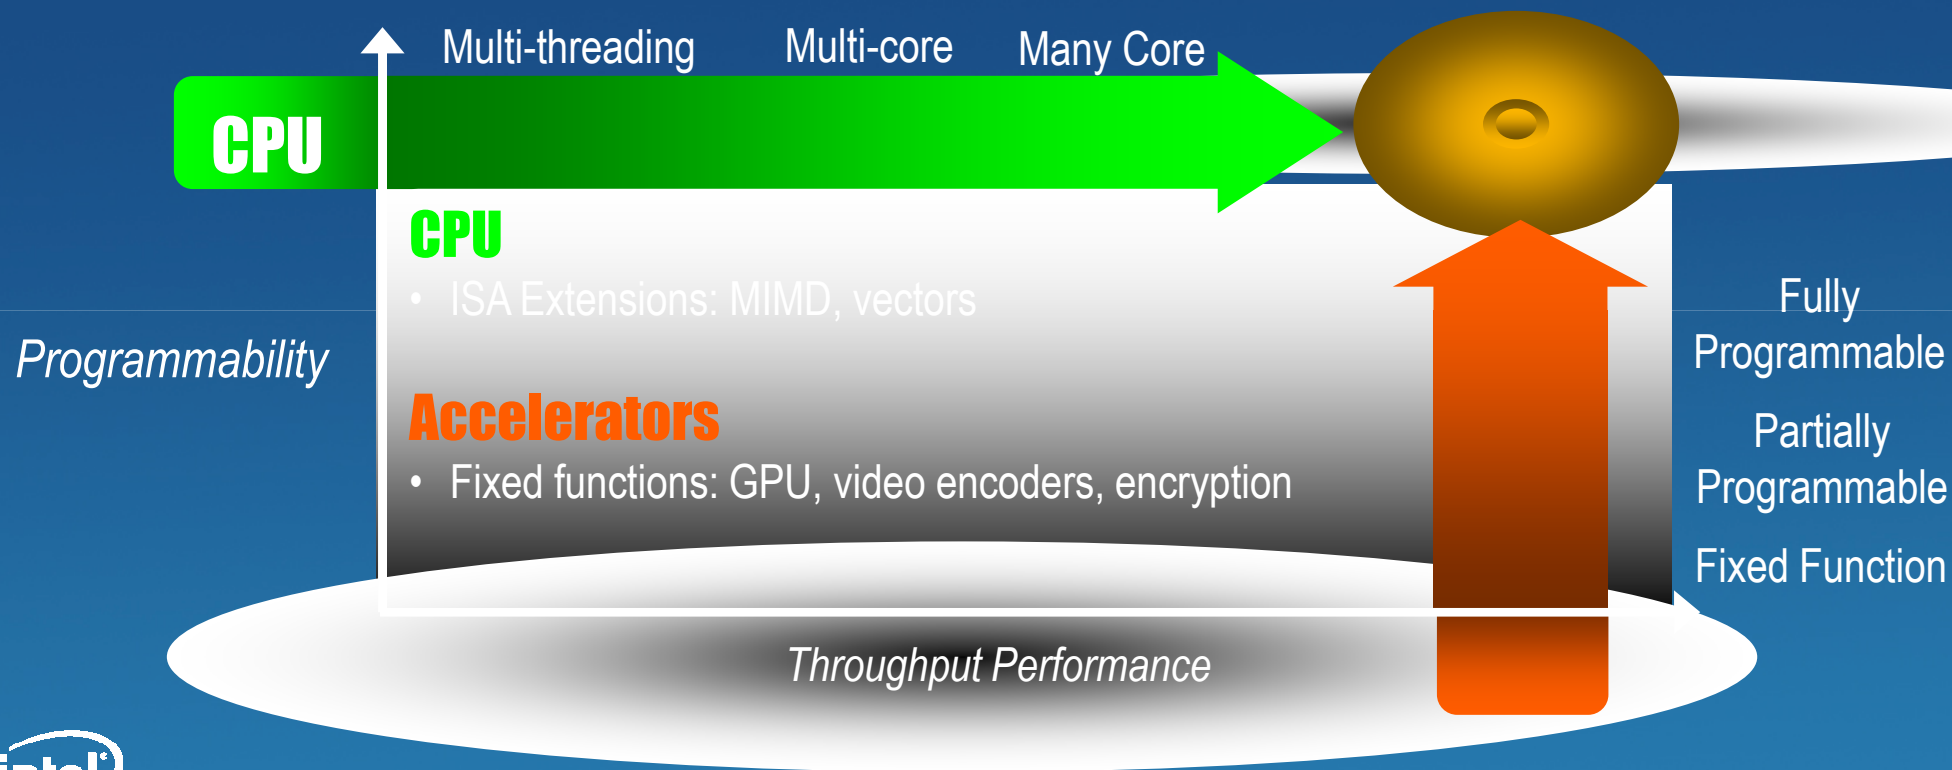 Multi-threading
Multi-core
Many Core
CPU
CPU
• ISA Extensions: MIMD, vectors
Programmability
Accelerators
• Fixed functions: GPU, video encoders, encryption
Fully
Programmable
Partially
Programmable
Fixed Function
Throughput Performance
intel